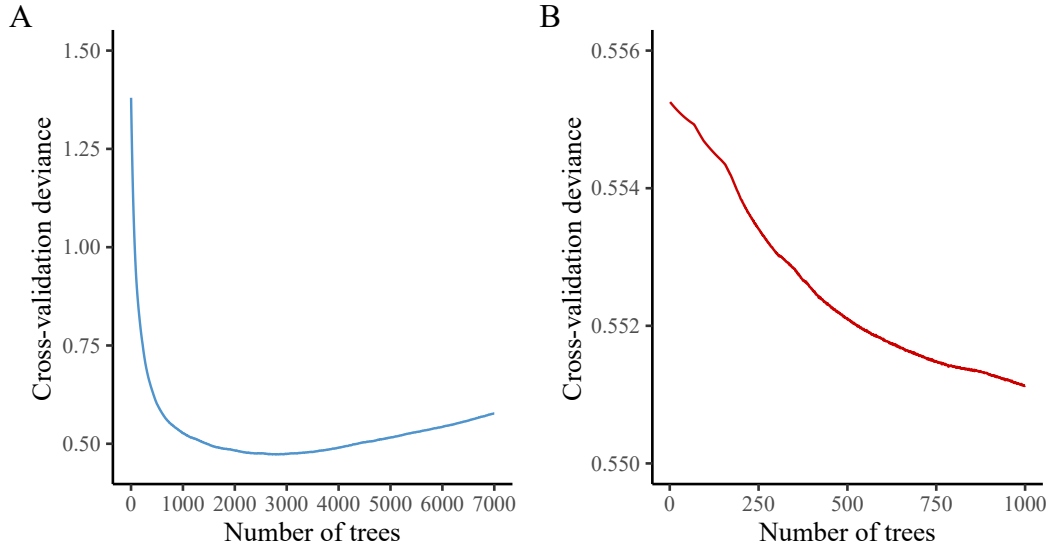 A
Cross-validation deviance
1.50
1.25
1.00
0.75
0.50
0 1000 2000 3000 4000 5000 6000 7000
Number of trees
B
Cross-validation deviance
0.556
0.554
0.552
0.550
0 250 500 750 1000
Number of trees